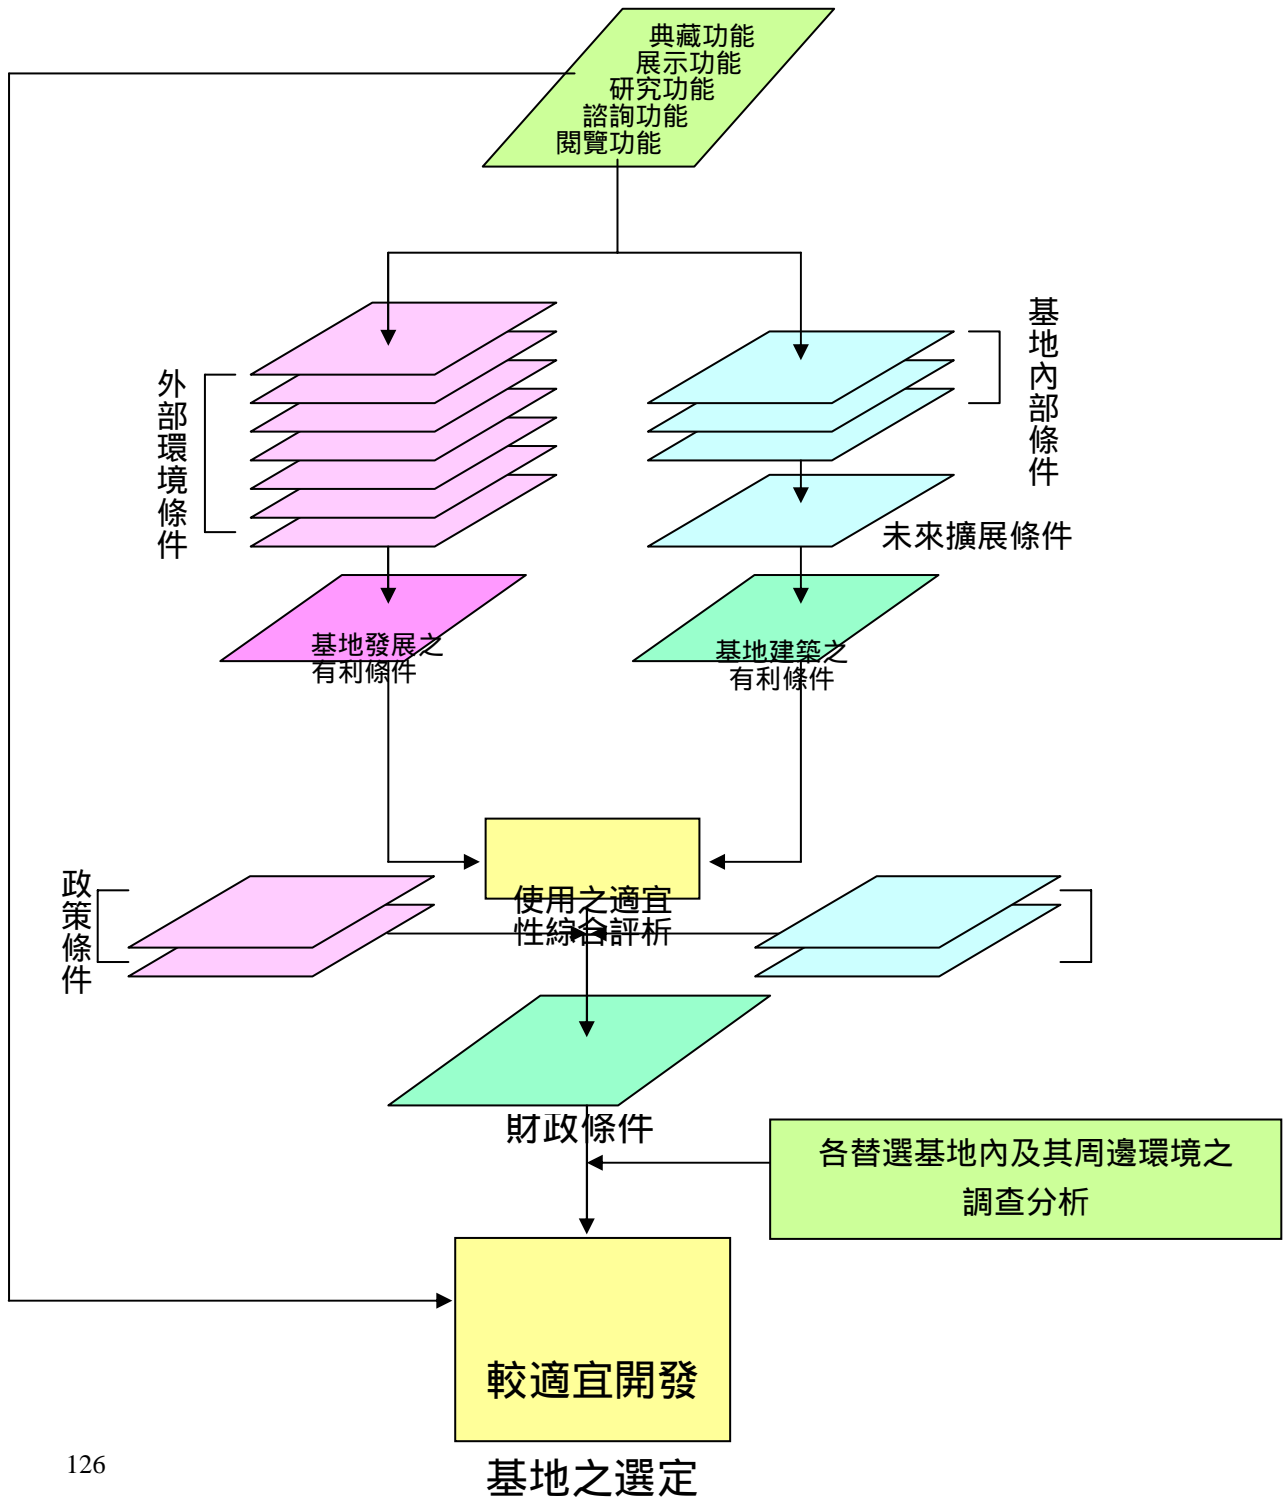 典藏功能
展示功能
研究功能
諮詢功能
閱覽功能
外部環境條件
基地內部條件
未來擴展條件
基地發展之
有利條件
基地建築之
有利條件
政策條件
使用之適宜
性綜合評析
財政條件
各替選基地內及其周邊環境之
調查分析
較適宜開發
基地之選定
126